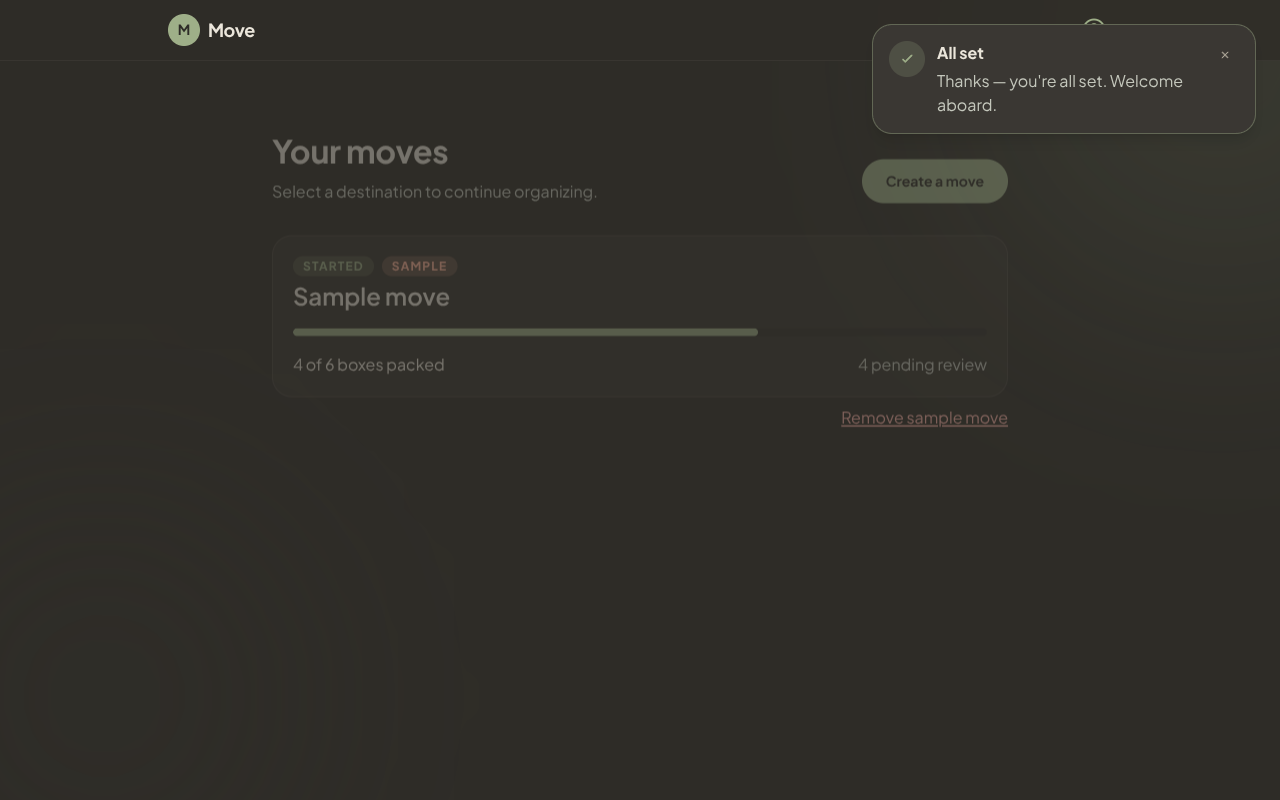 M Move
All set
Thanks — you're all set. Welcome
aboard.
Your moves
Select a destination to continue organizing.
Create a move
STARTED SAMPLE
Sample move
4 of 6 boxes packed
4 pending review
Remove sample move